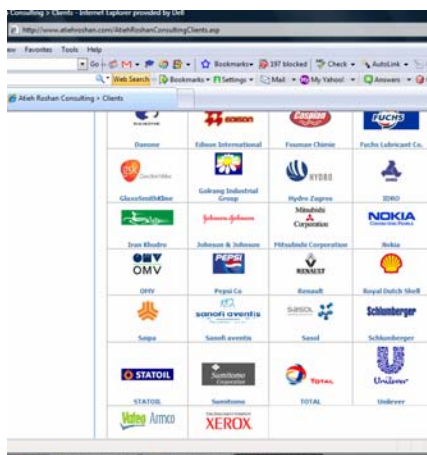 Consulting > Clients - Internet Explorer provided by Dell
http://www.atiehroshan.com/AtiehRoshanConsultingClients.asp
Favorites Tools Help
Go M Bookmarks 197 blocked Check AutoLink
Web Search Bookmarks Settings Mail My Yahoo! Answers
Atieh Roshan Consulting > Clients
EDISON Caspian FUCHS
Danone Edison International Fouman Chimie Fuchs Lubricant Co.
gsk GlaxoSmithKline HYDRO
GlaxoSmithKline Golrang Industrial Group Hydro Zagros IDRO
Johnson & Johnson Mitsubishi Corporation NOKIA
Iran Khodro Johnson & Johnson Mitsubishi Corporation Nokia
OMV PEPSI RENAULT
OMV Pepsi Co Renault Royal Dutch Shell
sanofi aventis sasol Schlumberger
Saipa Sanofi aventis Sasol Schlumberger
STATOIL Sumitomo Corporation TOTAL Unilever
STATOIL Sumitomo TOTAL Unilever
Valeo Armco XEROX